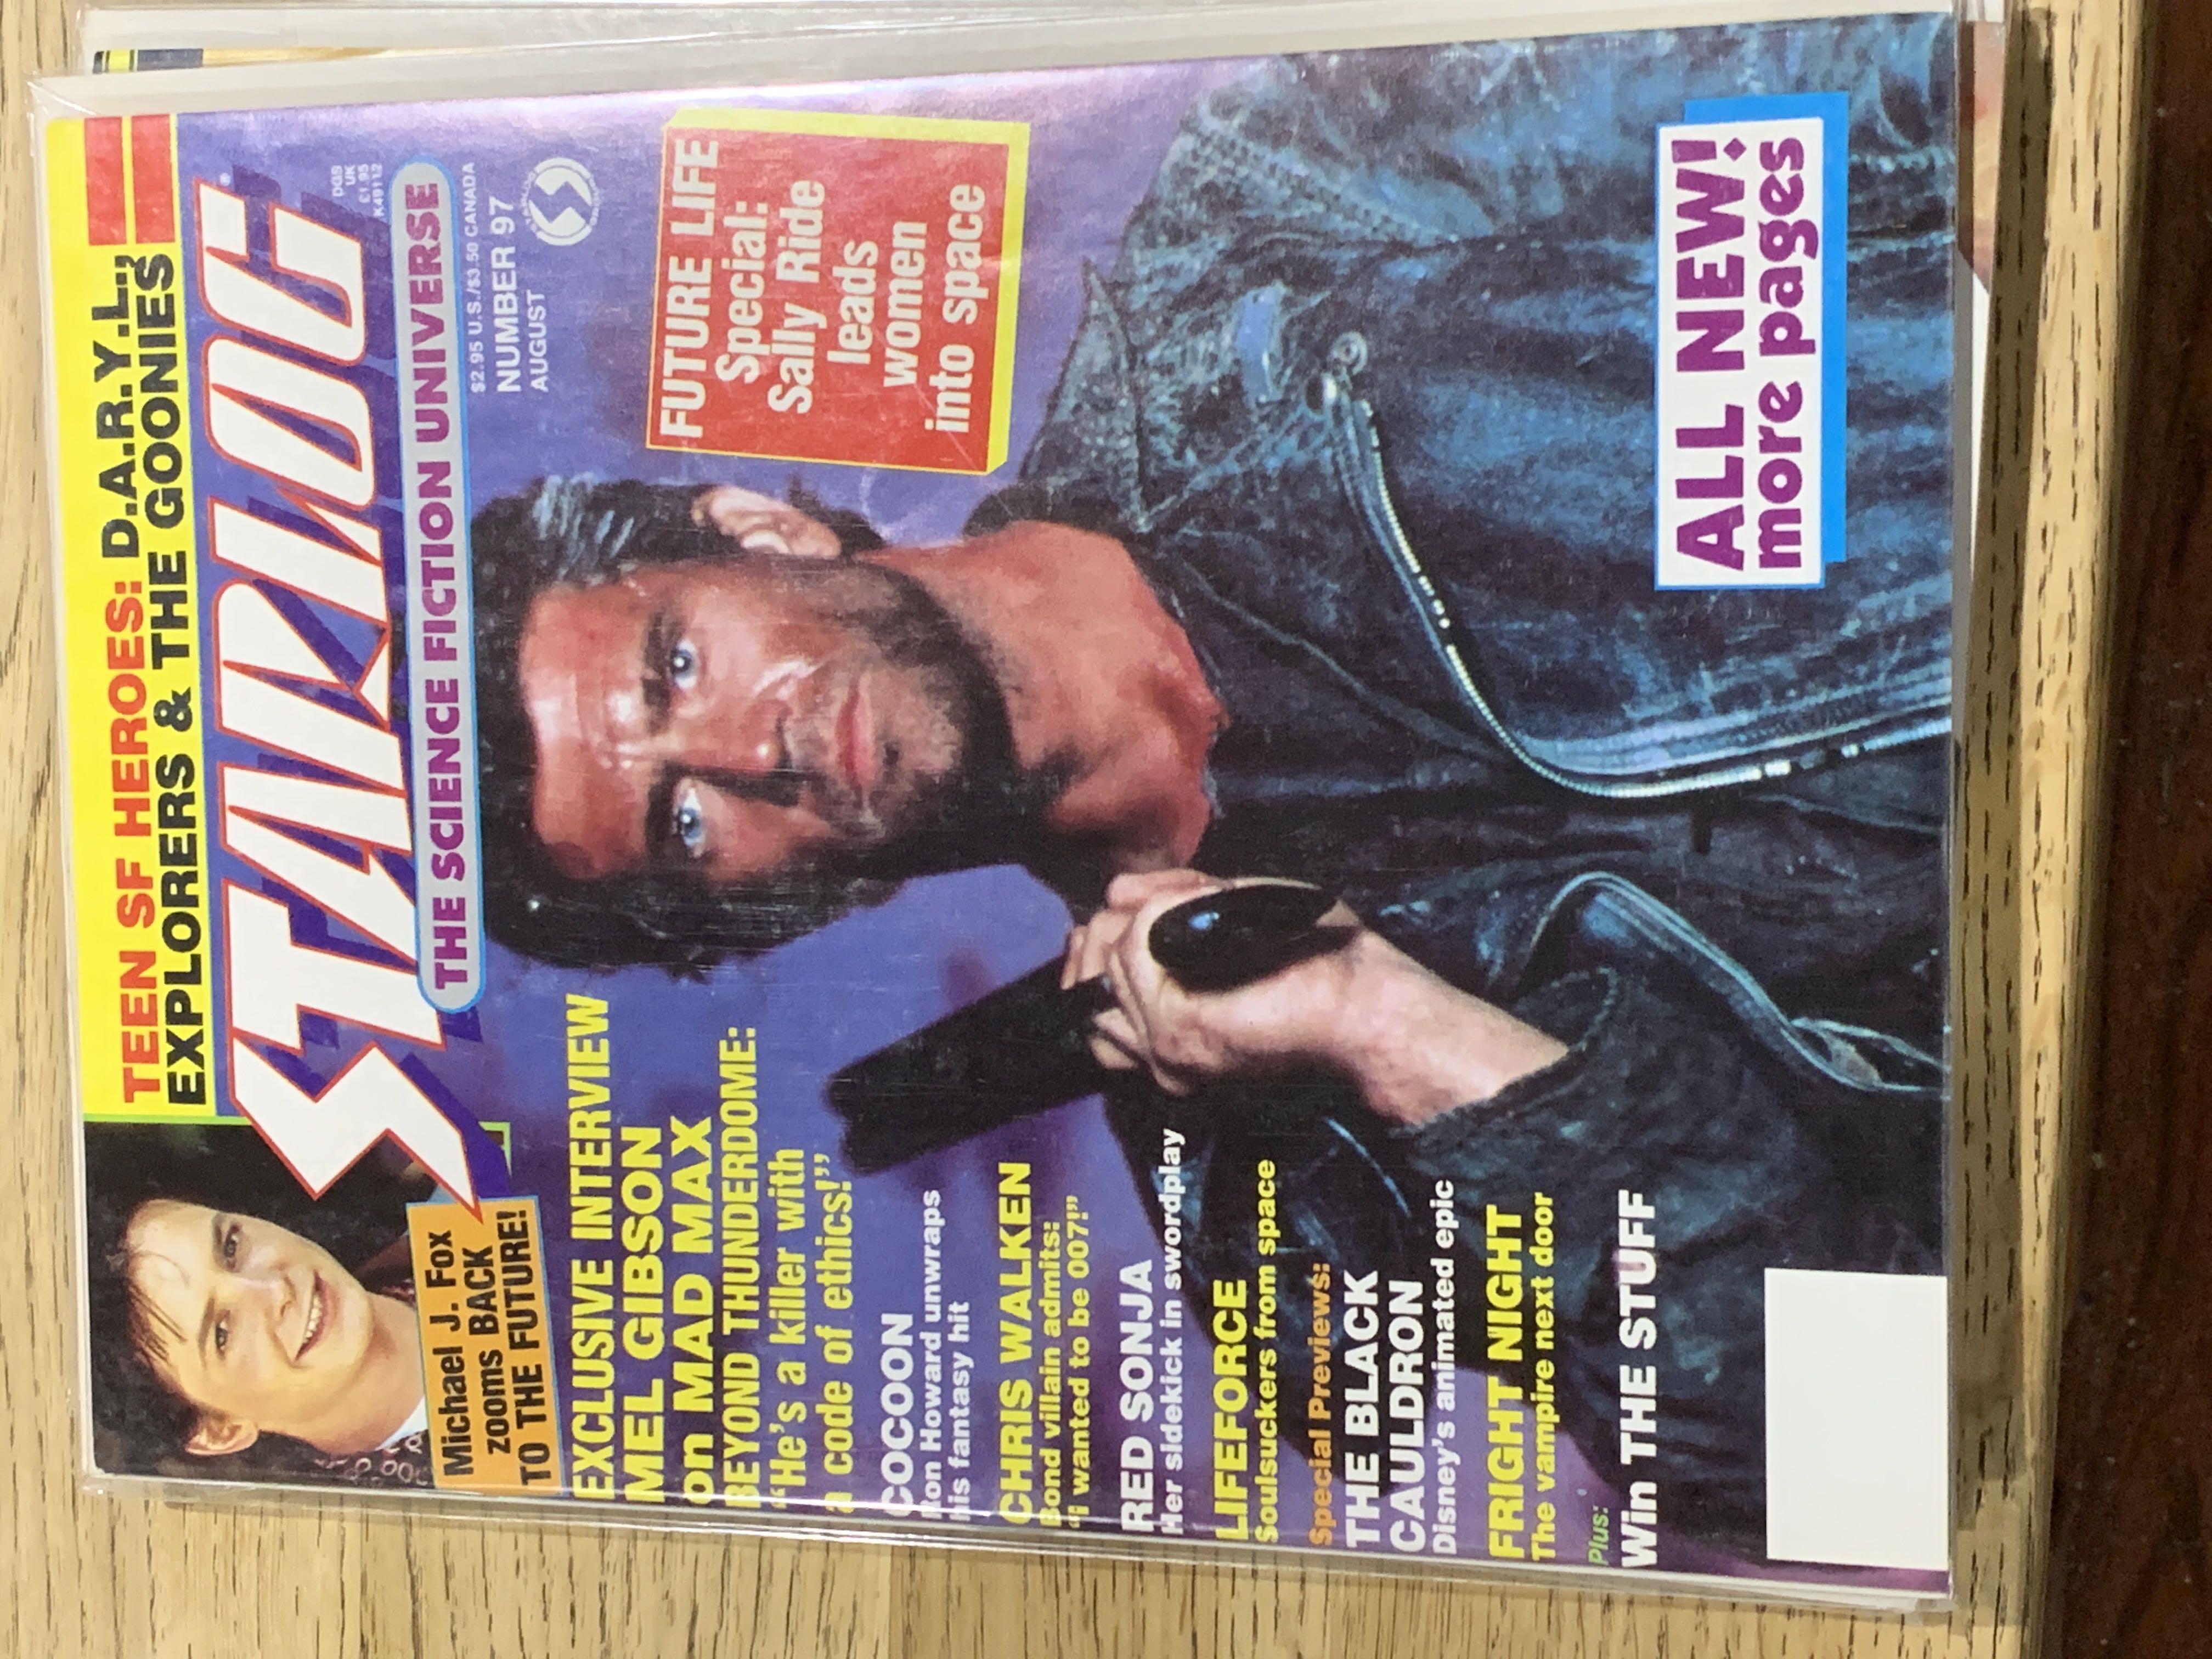 TEEN SF HEROES: D.A.R.Y.L.,
EXPLORERS & THE GOONIES
STARLOG®
DGS
UK
£1.95
K49112
THE SCIENCE FICTION UNIVERSE
$2.95 U.S./$3.50 CANADA
NUMBER 97
AUGUST
Michael J. Fox
zooms BACK
TO THE FUTURE!
FUTURE LIFE
Special:
Sally Ride
leads
women
into space
EXCLUSIVE INTERVIEW
MEL GIBSON
on MAD MAX
BEYOND THUNDERDOME:
“He’s a killer with
a code of ethics!”
COCOON
Ron Howard unwraps
his fantasy hit
CHRIS WALKEN
Bond villain admits:
“I wanted to be 007!”
RED SONJA
Her sidekick in swordplay
LIFEFORCE
Soulsuckers from space
Special Previews:
THE BLACK
CAULDRON
Disney’s animated epic
FRIGHT NIGHT
The vampire next door
Plus:
Win THE STUFF
ALL NEW!
more pages